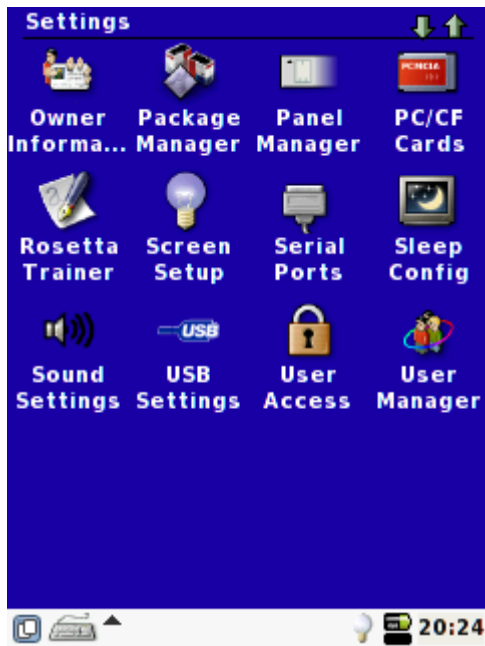 Settings
Owner Package Panel PC/CF
Informa... Manager Manager Cards
Rosetta Screen Serial Sleep
Trainer Setup Ports Config
USB
Sound USB User User
Settings Settings Access Manager
20:24